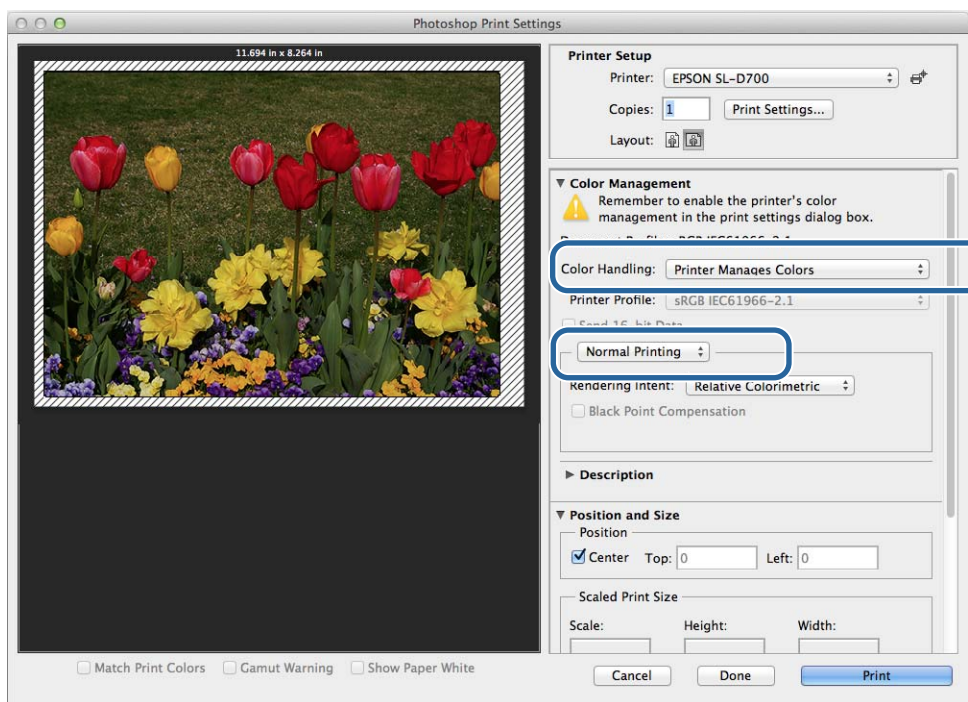 Photoshop Print Settings
11.694 in x 8.264 in
Printer Setup
Printer: EPSON SL-D700
Copies: 1 Print Settings...
Layout:
Color Management
Remember to enable the printer's color
management in the print settings dialog box.
Color Handling: Printer Manages Colors
Printer Profile: sRGB IEC61966-2.1
Send 16-bit Data
Normal Printing
Rendering Intent: Relative Colorimetric
Black Point Compensation
Description
Position and Size
Position
Center Top: 0 Left: 0
Scaled Print Size
Scale: Height: Width:
Match Print Colors Gamut Warning Show Paper White
Cancel Done Print